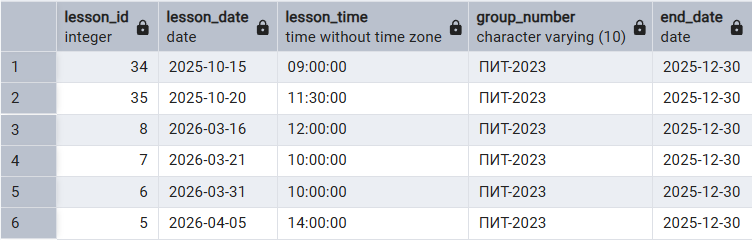 lesson_id integer lesson_date date lesson_time time without time zone group_number character varying (10) end_date date
1 34 2025-10-15 09:00:00 ПИТ-2023 2025-12-30
2 35 2025-10-20 11:30:00 ПИТ-2023 2025-12-30
3 8 2026-03-16 12:00:00 ПИТ-2023 2025-12-30
4 7 2026-03-21 10:00:00 ПИТ-2023 2025-12-30
5 6 2026-03-31 10:00:00 ПИТ-2023 2025-12-30
6 5 2026-04-05 14:00:00 ПИТ-2023 2025-12-30